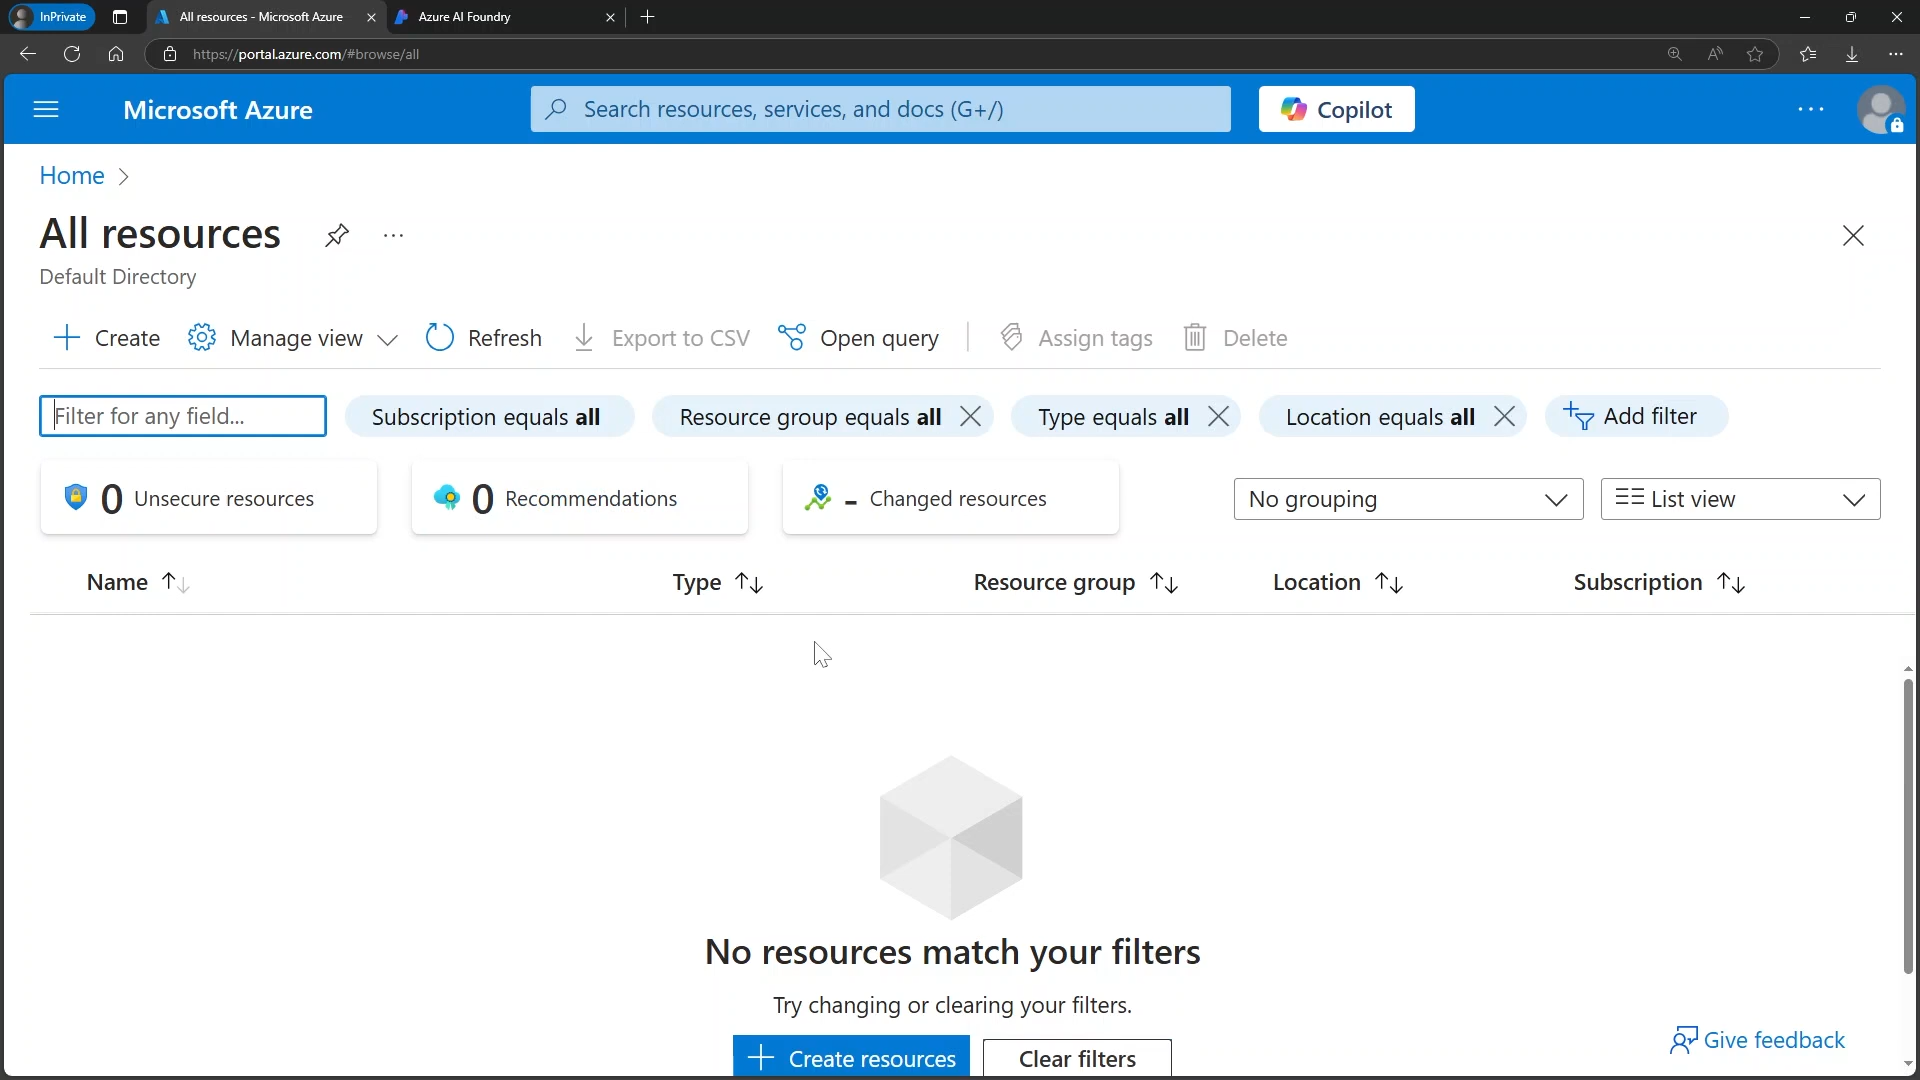 InPrivate
All resources - Microsoft Azure
Azure AI Foundry
https://portal.azure.com/#browse/all
Microsoft Azure
Search resources, services, and docs (G+/)
Copilot
Home
All resources
Default Directory
Create
Manage view
Refresh
Export to CSV
Open query
Assign tags
Delete
Filter for any field...
Subscription equals all
Resource group equals all
Type equals all
Location equals all
Add filter
0 Unsecure resources
0 Recommendations
- Changed resources
No grouping
List view
Name
Type
Resource group
Location
Subscription
No resources match your filters
Try changing or clearing your filters.
Create resources
Clear filters
Give feedback